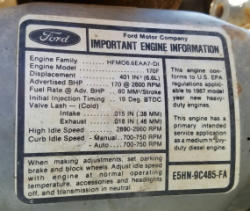 Ford
Ford Motor Company
IMPORTANT ENGINE INFORMATION
Engine Family HFM06.6EAA7-DI
Engine Model 170F
Displacement 401 IN³ (6.6L)
Advertised BHP 170 @ 2600 RPM
Fuel Rate @ Adv. BHP 80 MM³/Stroke
Initial Injection Timing 19 Deg. BTDC
Valve Lash (Cold)
Intake .015 IN (.38 MM)
Exhaust .018 IN (.46 MM)
High Idle Speed 2890-2960 RPM
Curb Idle Speed - Manual 700-750 RPM
- Auto 700-750 RPM
This engine conforms to U.S. EPA regulations applicable to 1987 model year new heavy-duty engines.
This engine has a primary intended service application as a medium heavy-duty diesel engine.
When making adjustments, set parking
brake and block wheels. Adjust idle speed
with engine at normal operating
temperature, accessories and headlights
off, and transmission in neutral.
E5HN-9C485-FA